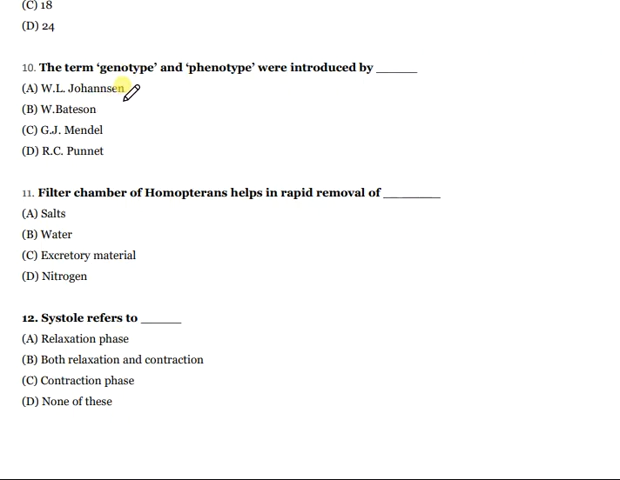 (C) 18
(D) 24
10. The term ‘genotype’ and ‘phenotype’ were introduced by ______
(A) W.L. Johannsen
(B) W.Bateson
(C) G.J. Mendel
(D) R.C. Punnet
11. Filter chamber of Homopterans helps in rapid removal of ________
(A) Salts
(B) Water
(C) Excretory material
(D) Nitrogen
12. Systole refers to ______
(A) Relaxation phase
(B) Both relaxation and contraction
(C) Contraction phase
(D) None of these